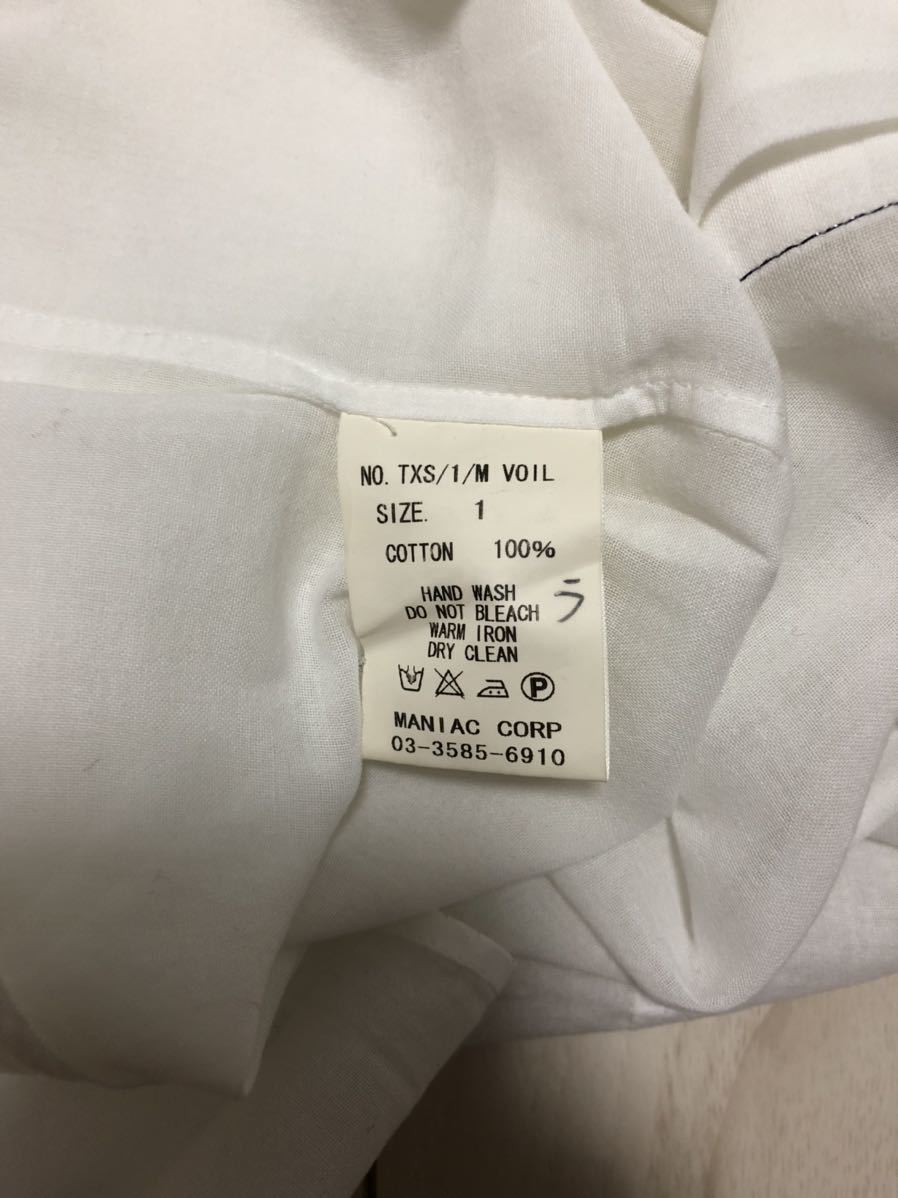 NO. TXS/1/M VOIL
SIZE. 1
COTTON 100%
HAND WASH
DO NOT BLEACH
WARM IRON
DRY CLEAN
ラ
P
MANIAC CORP
03-3585-6910